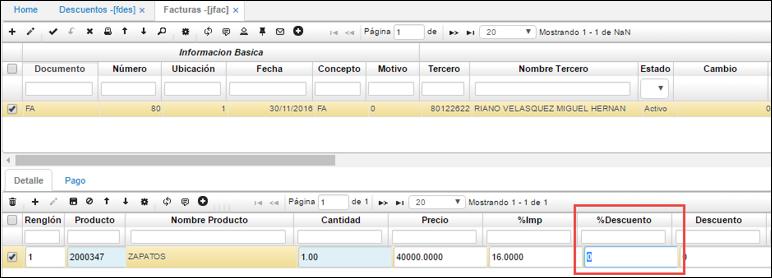 Home Descuentos -[fdes] × Facturas -[jfac] ×
Página 1 de 20 Mostrando 1 - 1 de NaN
Informacion Basica
Documento Número Ubicación Fecha Concepto Motivo Tercero Nombre Tercero Estado Cambio
FA 80 1 30/11/2016 FA 0 80122622 RIANO VELASQUEZ MIGUEL HERNAN Activo 0
Detalle Pago
Página 1 de 1 20 Mostrando 1 - 1 de 1
Renglón Producto Nombre Producto Cantidad Precio %Imp %Descuento Descuento
1 2000347 ZAPATOS 1.00 40000.0000 16.0000 0 0